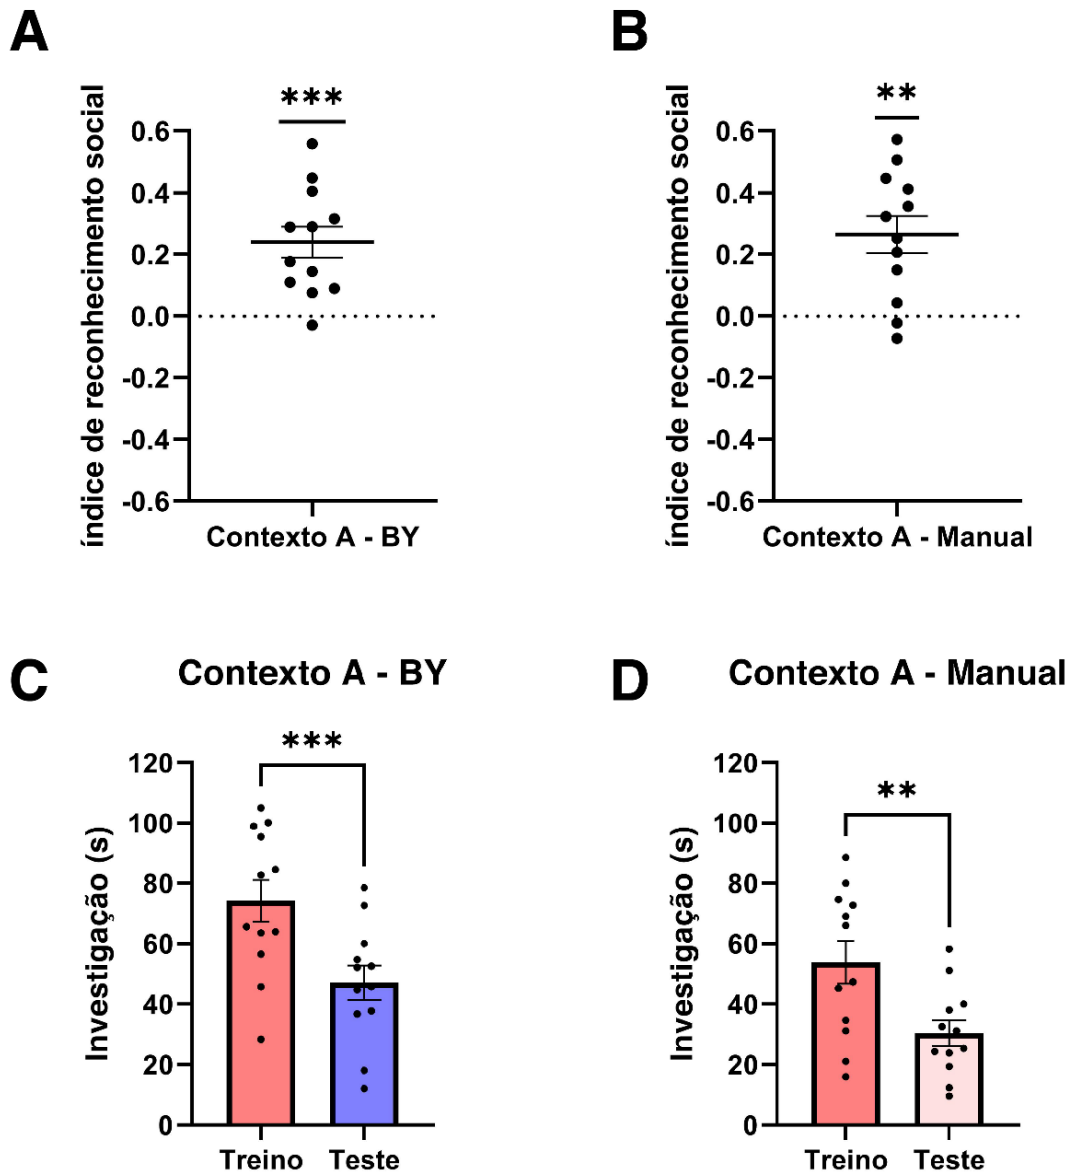 A
índice de reconhecimento social
***
0.6
0.4
0.2
0.0
-0.2
-0.4
-0.6
Contexto A - BY
B
índice de reconhecimento social
**
0.6
0.4
0.2
0.0
-0.2
-0.4
-0.6
Contexto A - Manual
C
Contexto A - BY
Investigação (s)
***
120
100
80
60
40
20
0
Treino Teste
D
Contexto A - Manual
Investigação (s)
**
120
100
80
60
40
20
0
Treino Teste